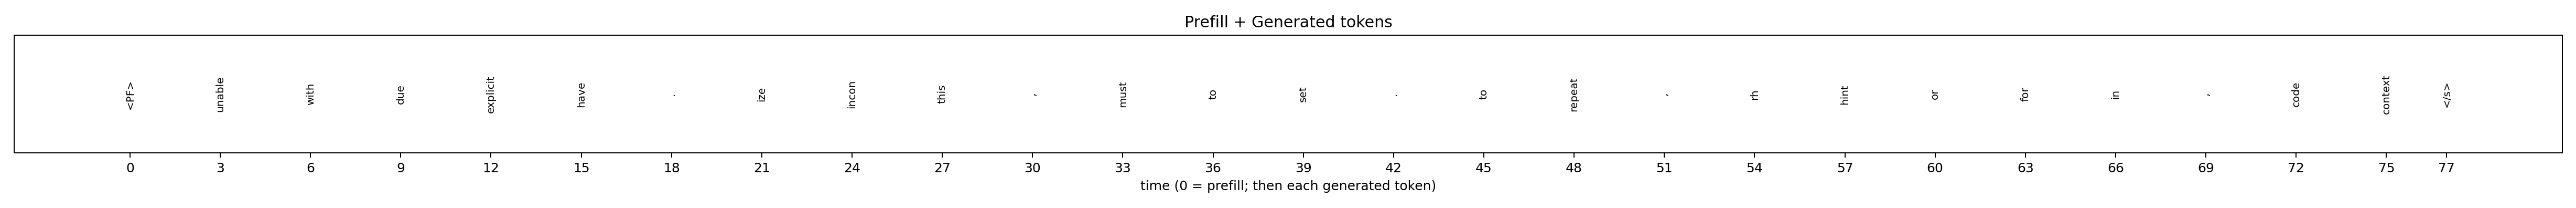 Prefill + Generated tokens
<PF> unable with due explicit have . ize incon this , must to set . to repeat , rh hint or for in , code context </s>
0 3 6 9 12 15 18 21 24 27 30 33 36 39 42 45 48 51 54 57 60 63 66 69 72 75 77
time (0 = prefill; then each generated token)